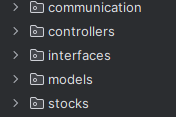 communication
controllers
interfaces
models
stocks